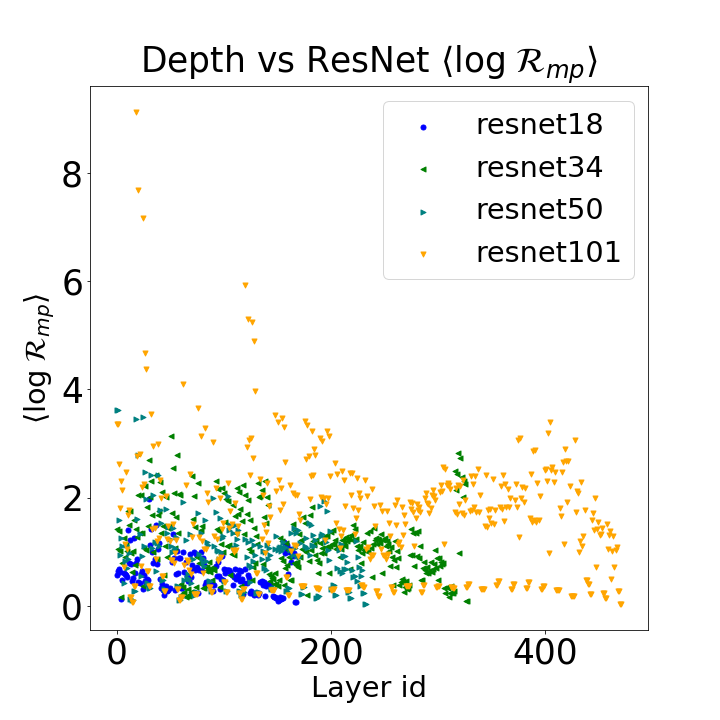 Depth vs ResNet ⟨log ℛ_mp⟩
resnet18
resnet34
resnet50
resnet101
⟨log ℛ_mp⟩
8
6
4
2
0
0 200 400
Layer id